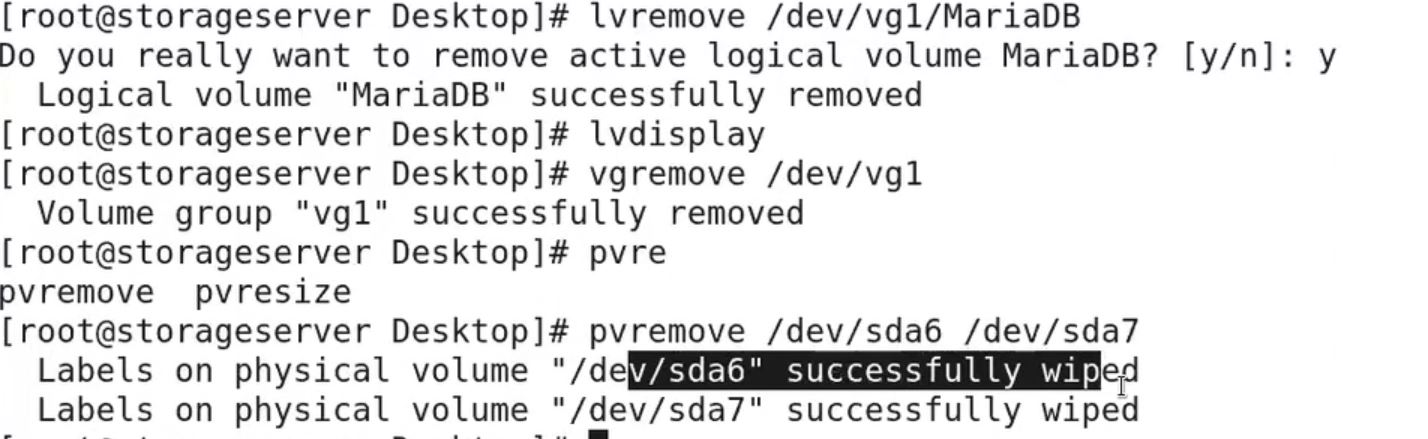 [root@storageserver Desktop]# lvremove /dev/vg1/MariaDB
Do you really want to remove active logical volume MariaDB? [y/n]: y
  Logical volume "MariaDB" successfully removed
[root@storageserver Desktop]# lvdisplay
[root@storageserver Desktop]# vgremove /dev/vg1
  Volume group "vg1" successfully removed
[root@storageserver Desktop]# pvre
pvremove  pvresize
[root@storageserver Desktop]# pvremove /dev/sda6 /dev/sda7
  Labels on physical volume "/dev/sda6" successfully wiped
  Labels on physical volume "/dev/sda7" successfully wiped